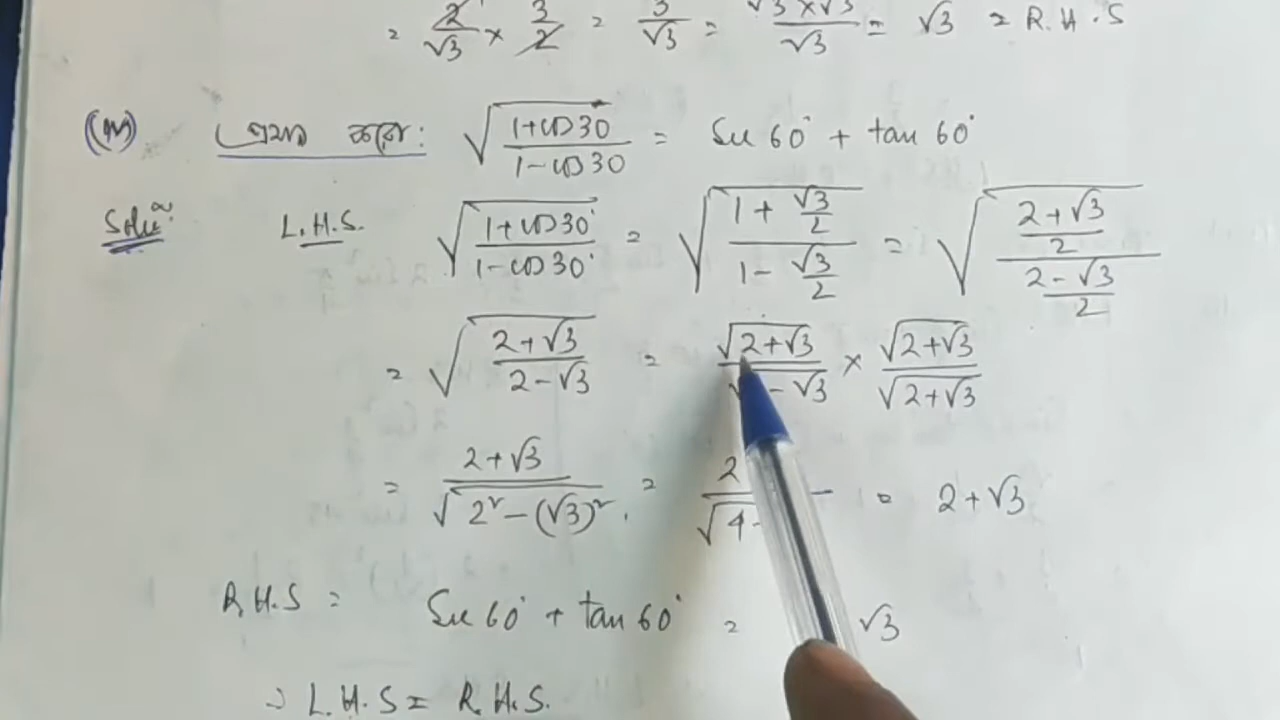 = 2/√3 × 3/2 = 3/√3 = √3×√3/√3 = √3 = R.H.S
প্রমাণ করো: √((1+cos30°)/(1-cos30)) = Sec 60° + tan 60°
Solun: L.H.S. √((1+cos30°)/(1-cos30°)) = √((1+√3/2)/(1-√3/2)) = √(((2+√3)/2)/((2-√3)/2))
= √((2+√3)/(2-√3)) = √(2+√3)/√( - √3) × √(2+√3)/√(2+√3)
= (2+√3)/√(2²-(√3)²) = 2/√(4- = 2+√3
R.H.S = Sec 60° + tan 60° = √3
∴ L.H.S = R.H.S.